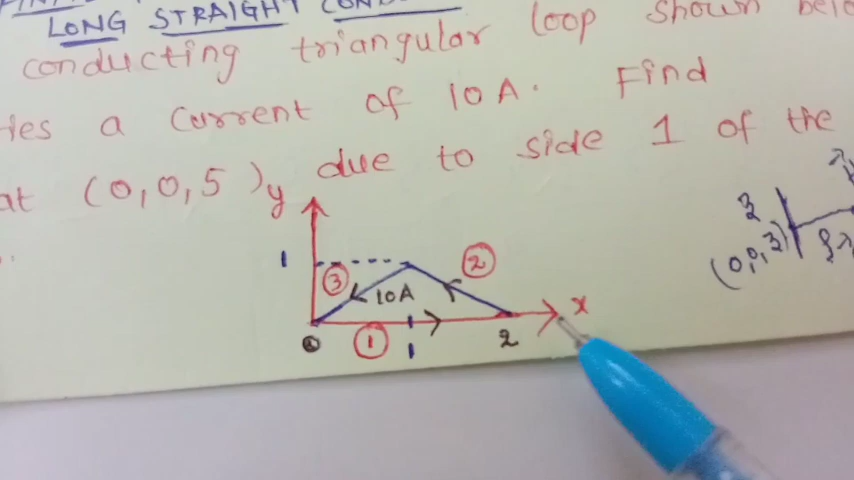 LONG STRAIGHT
conducting triangular loop shown
a current of 10A. Find
at (0,0,5) due to side 1 of the
y
1
3
2
10A
x
0
1
1
2
3
(0,0,3)